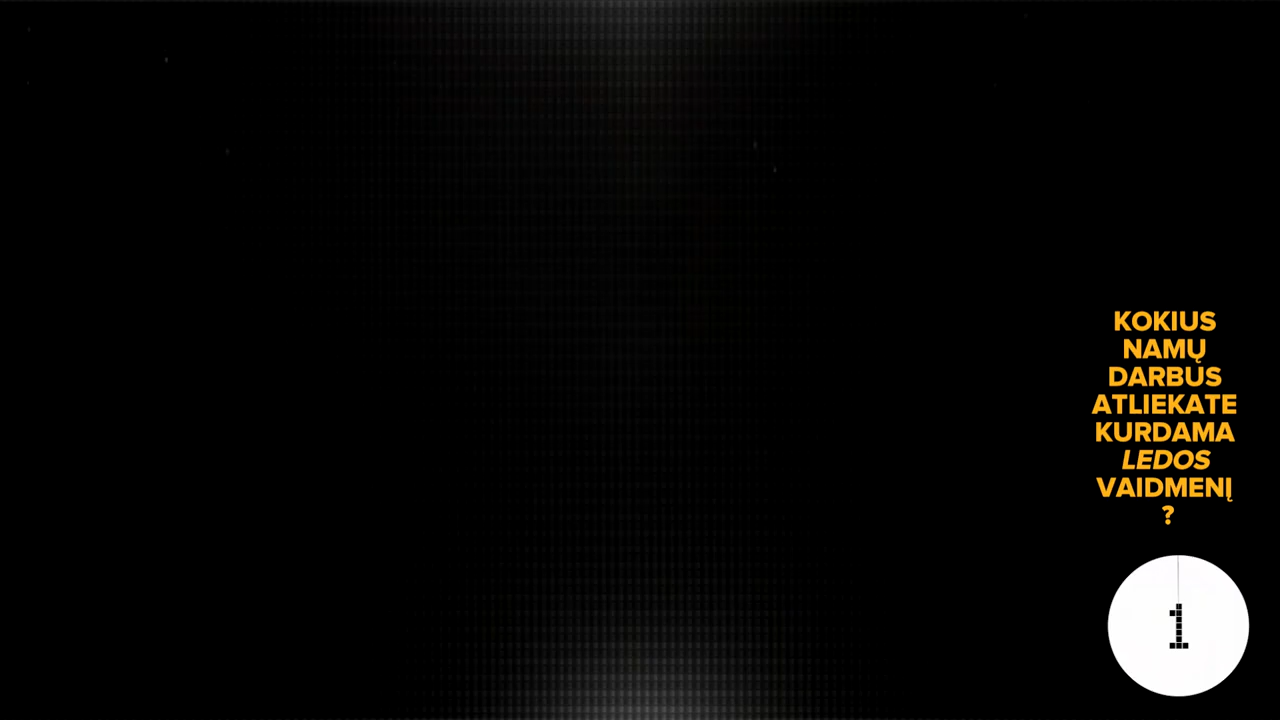 KOKIUS
NAMŲ
DARBUS
ATLIEKATE
KURDAMA
LEDOS
VAIDMENĮ
?
1